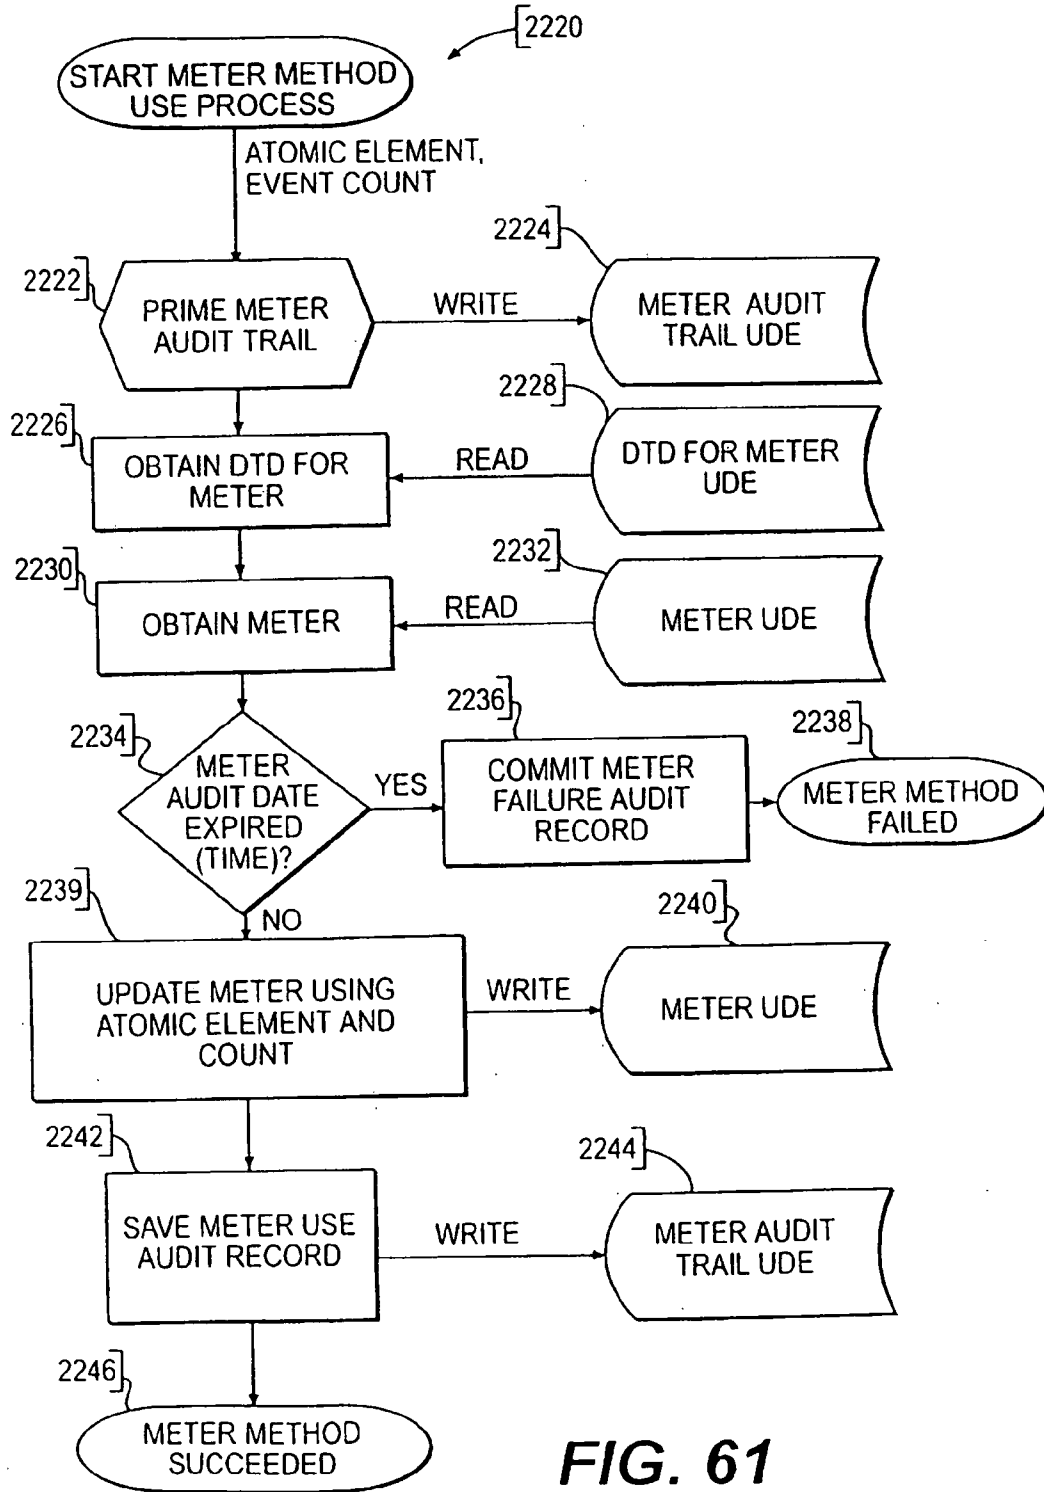 2220
START METER METHOD
USE PROCESS
ATOMIC ELEMENT,
EVENT COUNT
2222
PRIME METER
AUDIT TRAIL
WRITE
2224
METER AUDIT
TRAIL UDE
2226
OBTAIN DTD FOR
METER
READ
2228
DTD FOR METER
UDE
2230
OBTAIN METER
READ
2232
METER UDE
2234
METER
AUDIT DATE
EXPIRED
(TIME)?
YES
2236
COMMIT METER
FAILURE AUDIT
RECORD
2238
METER METHOD
FAILED
NO
2239
UPDATE METER USING
ATOMIC ELEMENT AND
COUNT
WRITE
2240
METER UDE
2242
SAVE METER USE
AUDIT RECORD
WRITE
2244
METER AUDIT
TRAIL UDE
2246
METER METHOD
SUCCEEDED
FIG. 61